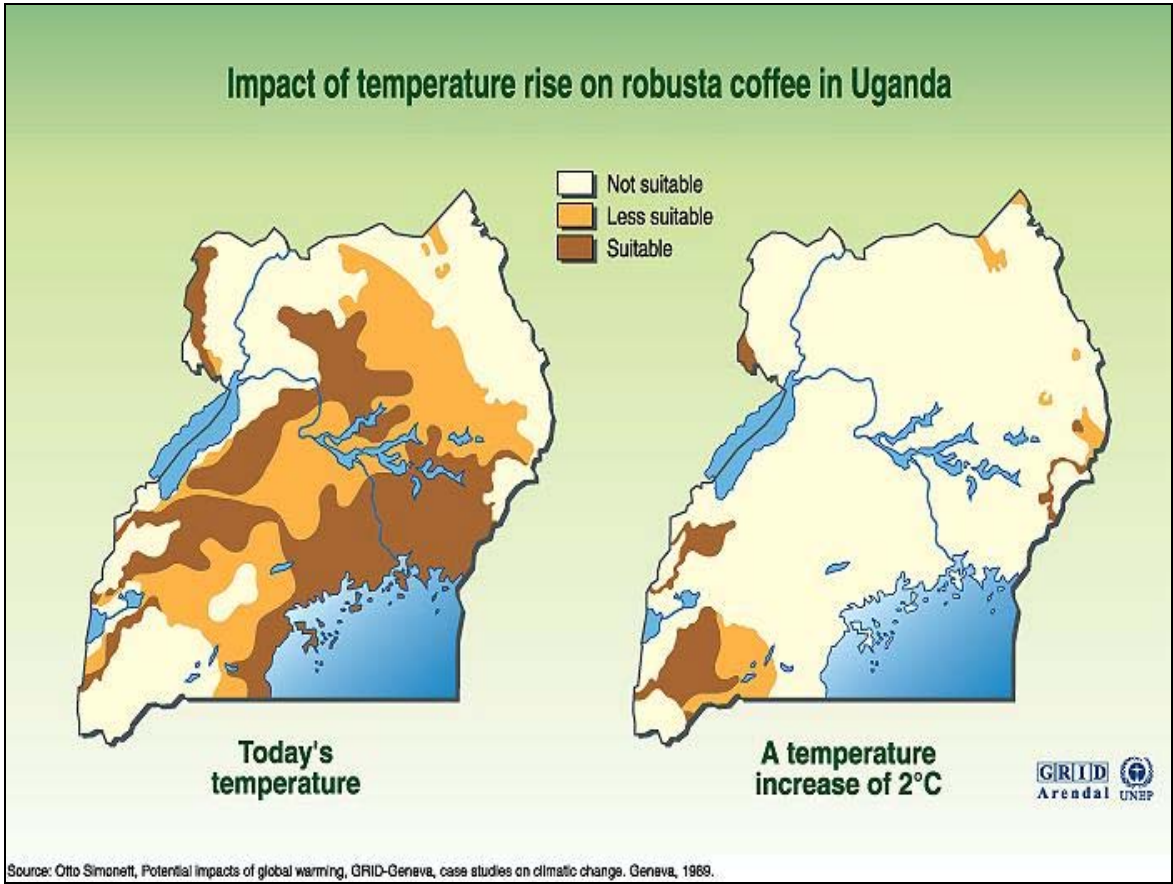 Impact of temperature rise on robusta coffee in Uganda
Not suitable
Less suitable
Suitable
Today's
temperature
A temperature
increase of 2°C
GRID
Arendal
UNEP
Source: Otto Simonett, Potential impacts of global warming, GRID-Geneva, case studies on climatic change. Geneva, 1989.